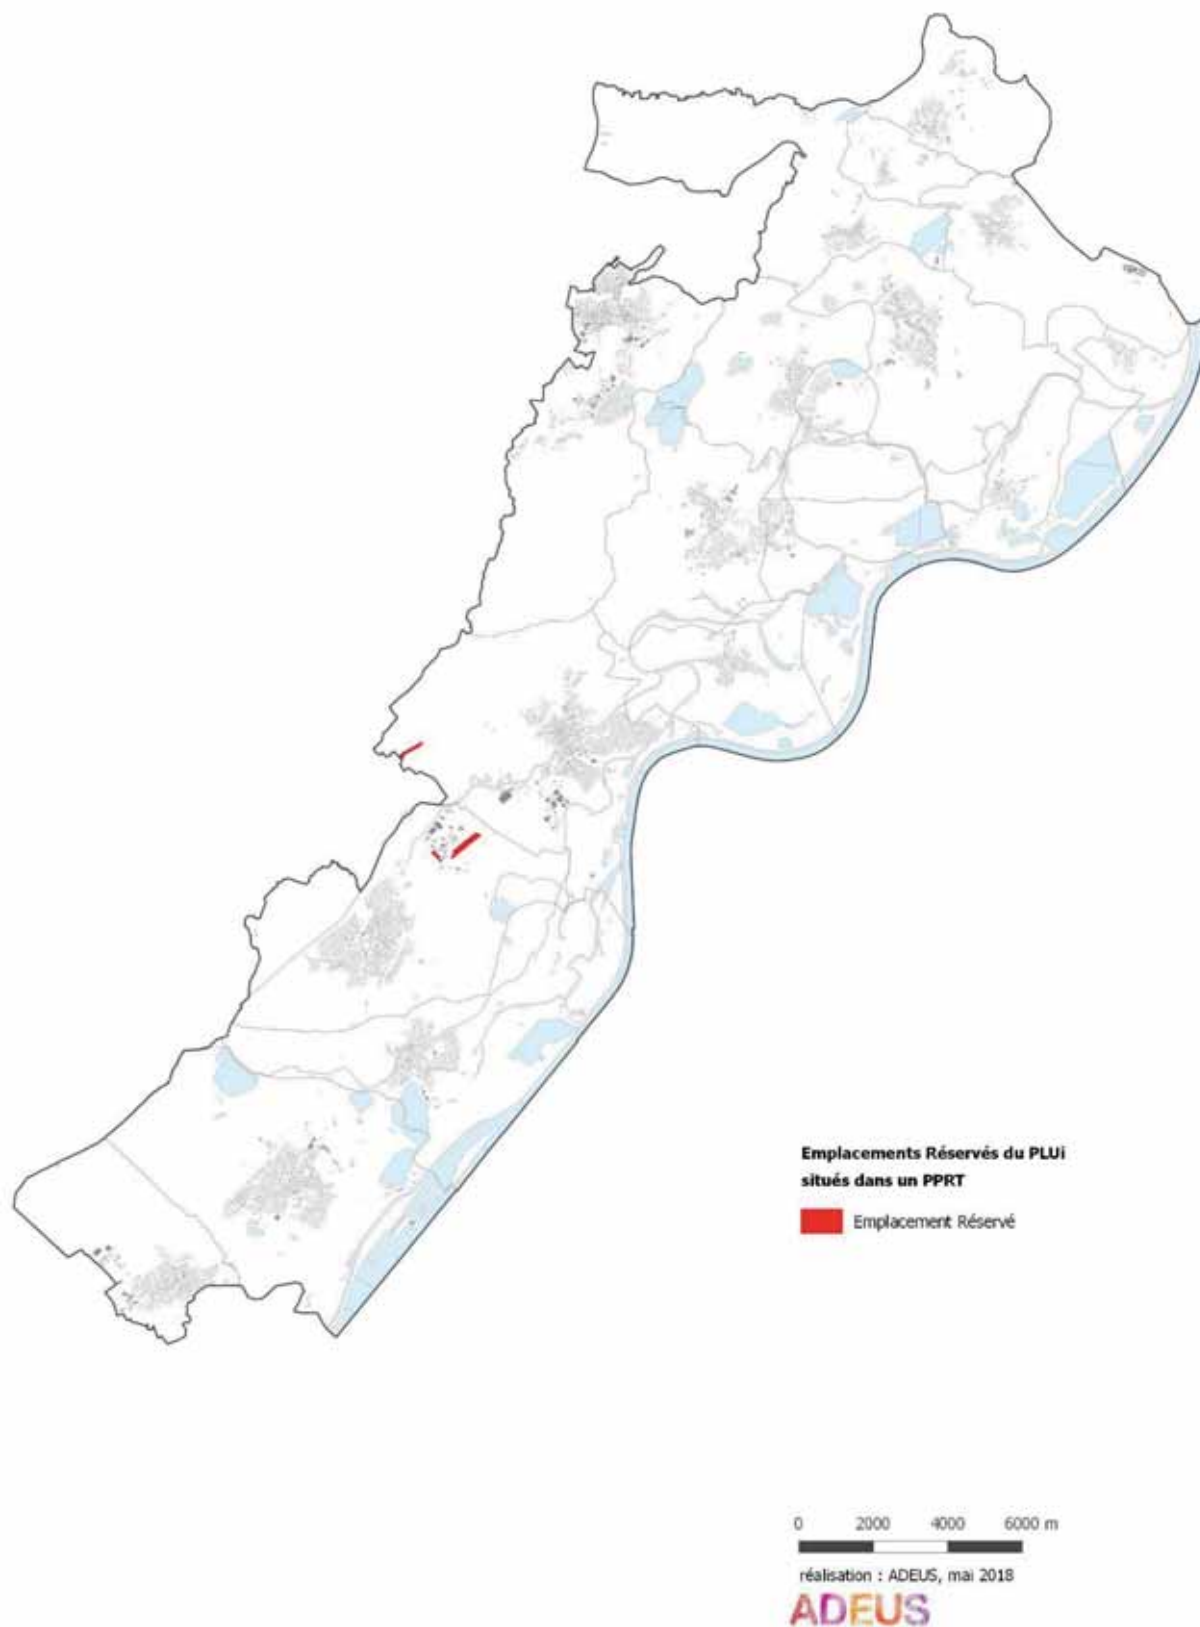 Emplacements Réservés du PLUi
situés dans un PPRT
Emplacement Réservé
0 2000 4000 6000 m
réalisation : ADEUS, mai 2018
ADEUS